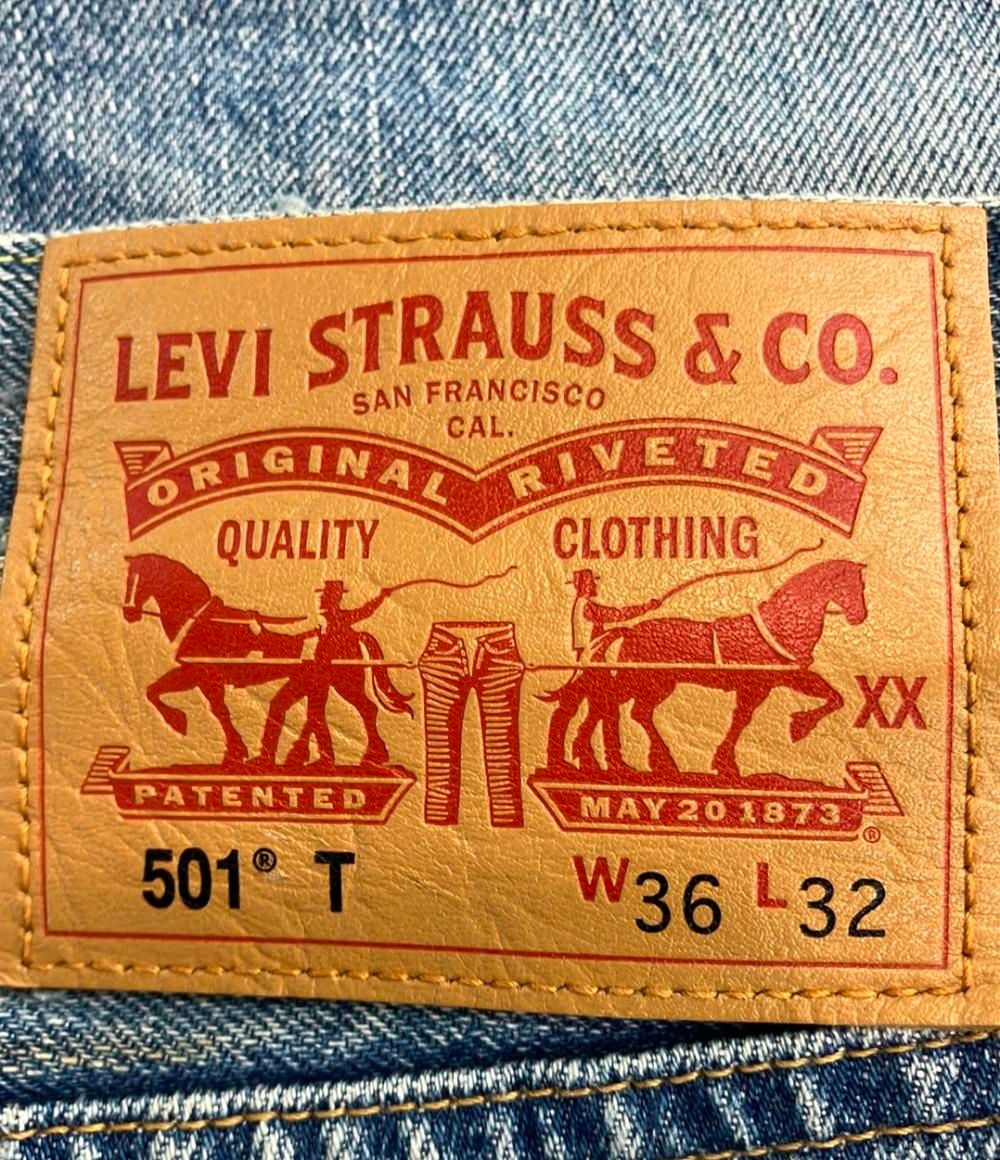 LEVI STRAUSS & CO.
SAN FRANCISCO
CAL.
ORIGINAL RIVETED
QUALITY CLOTHING
XX
PATENTED MAY 20 1873 ®
501® T W36 L32